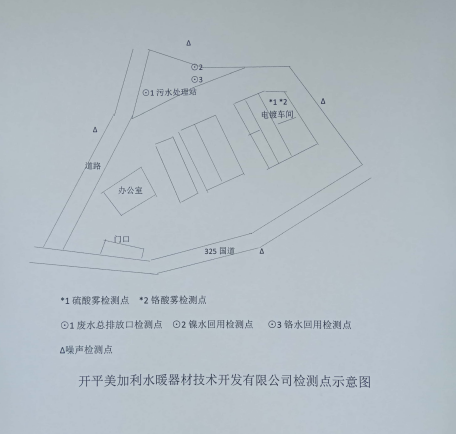 Δ
⊙2
⊙3
⊙1 污水处理站
*1 *2
电镀车间
Δ
Δ
道路
办公室
门口
325 国道
Δ
*1 硫酸雾检测点 *2 铬酸雾检测点
⊙1 废水总排放口检测点 ⊙2 镍水回用检测点 ⊙3 铬水回用检测点
Δ噪声检测点
开平美加利水暖器材技术开发有限公司检测点示意图